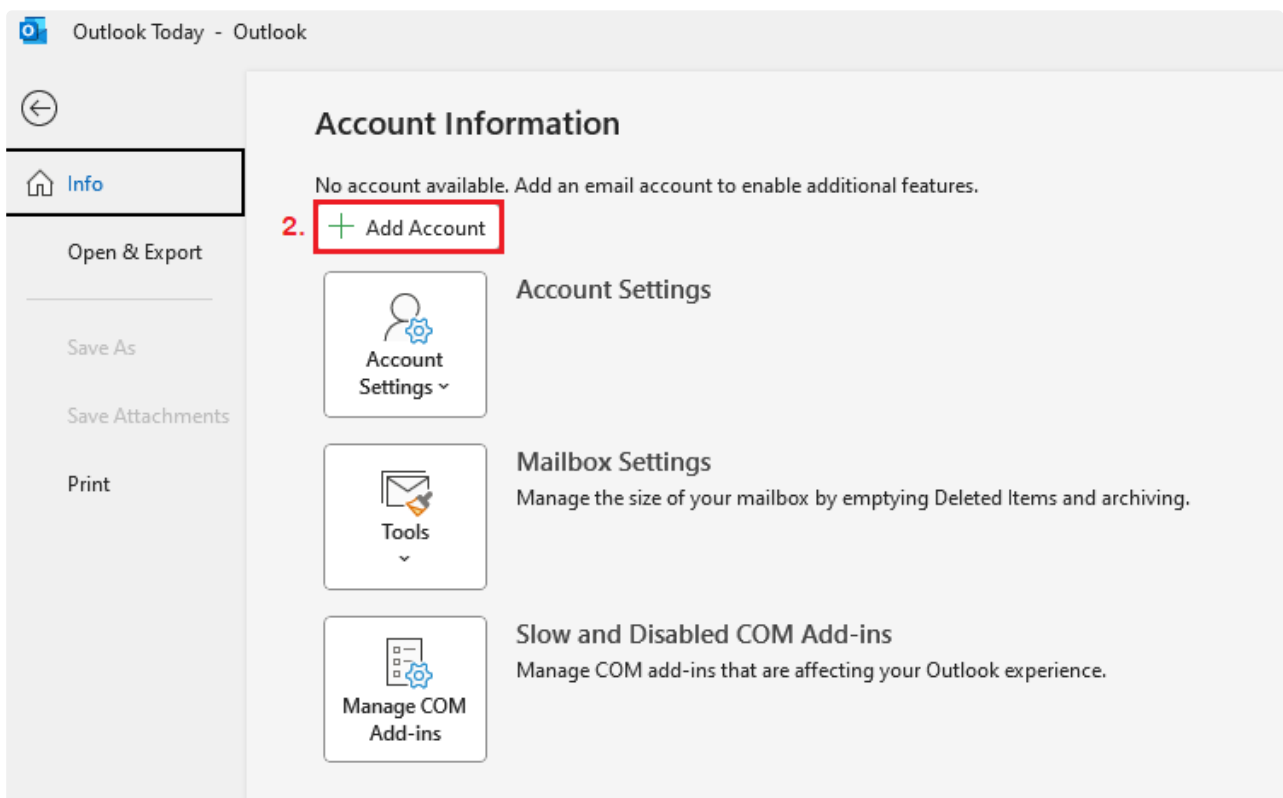 Outlook Today - Outlook
Account Information
Info
No account available. Add an email account to enable additional features.
2. Add Account
Open & Export
Account Settings
Account
Settings
Save As
Save Attachments
Mailbox Settings
Print
Manage the size of your mailbox by emptying Deleted Items and archiving.
Tools
Slow and Disabled COM Add-ins
Manage COM add-ins that are affecting your Outlook experience.
Manage COM
Add-ins